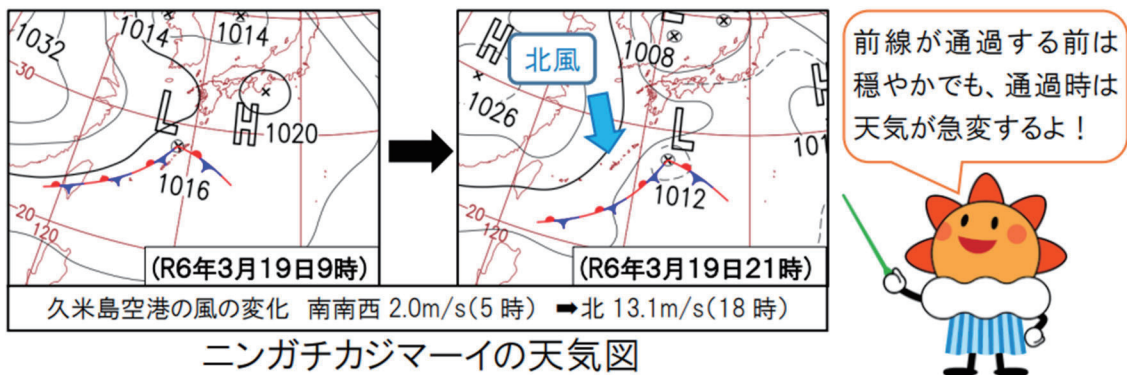 1032
1014
1014
30
L
H
1020
1016
20
120
(R6年3月19日9時)
H
北風
1008
1026
30
L
H
101
1012
20
120
(R6年3月19日21時)
久米島空港の風の変化 南南西 2.0m/s(5時) ➡北 13.1m/s(18時)
ニンガチカジマーイの天気図
前線が通過する前は
穏やかでも、通過時は
天気が急変するよ！